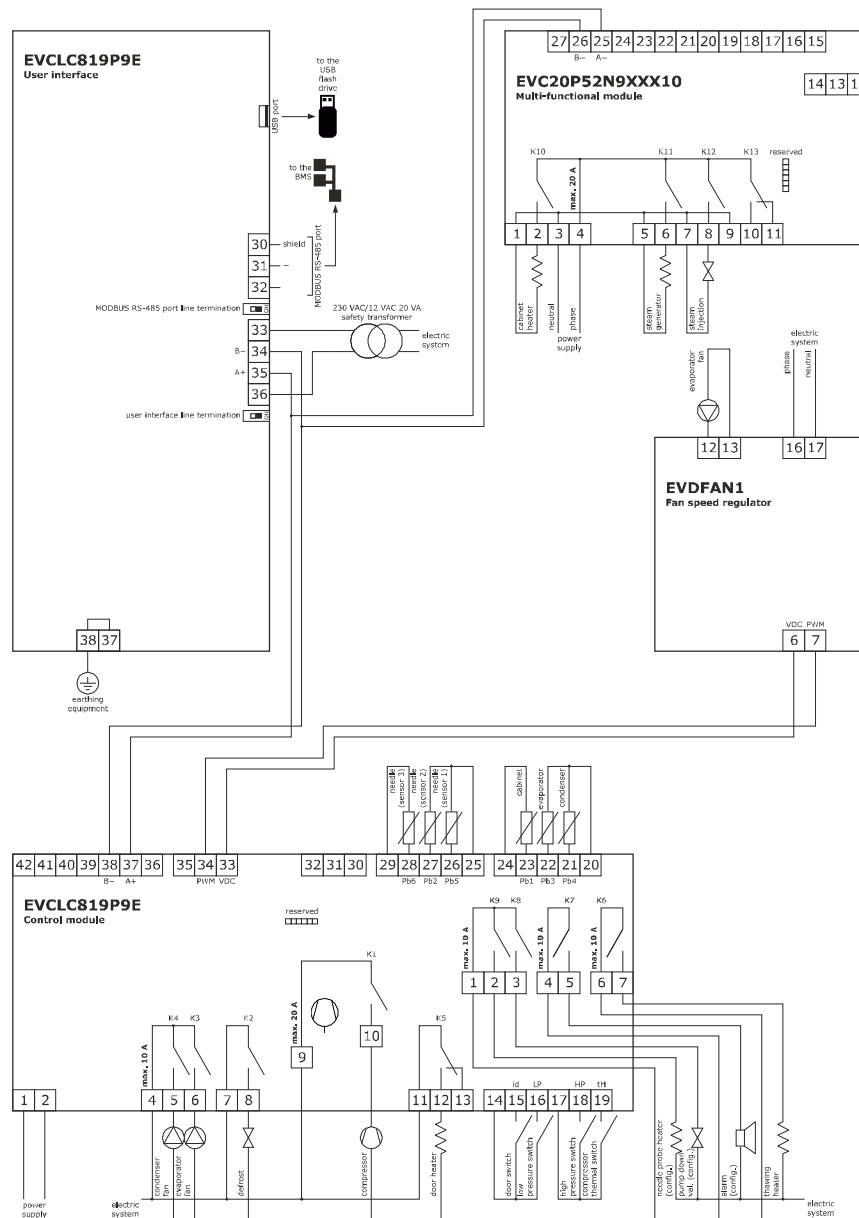 EVCLC819P9E
User interface
to the
USB
flash
drive
USB port
to the
BMS
30
shield
31
−
32
MODBUS RS-485 port
MODBUS RS-485 port line termination
33
B−
34
A+
35
36
user interface line termination
230 VAC/12 VAC 20 VA
safety transformer
electric
system
38 37
earthing
equipment
27 26 25 24 23 22 21 20 19 18 17 16 15
B− A−
EVC20P52N9XXX10
Multi-functional module
14 13 1
K10
K11
K12
K13
reserved
max. 20 A
1 2 3 4
5 6 7 8 9 10 11
cabinet
heater
neutral
phase
power
supply
steam
generator
steam
injection
evaporator
fan
electric
system
phase
neutral
12 13
16 17
EVDFAN1
Fan speed regulator
VDC PWM
6 7
needle
(sensor 3)
needle
(sensor 2)
needle
(sensor 1)
cabinet
evaporator
condenser
42 41 40 39 38 37 36
35 34 33
32 31 30
29 28 27 26 25
24 23 22 21 20
B− A+
PWM VDC
Pb6 Pb2 Pb5
Pb1 Pb3 Pb4
EVCLC819P9E
Control module
reserved
K9 K8
K7
K6
max. 10 A
max. 10 A
max. 10 A
1 2 3
4 5
6 7
K1
max. 20 A
9
10
K4 K3
K2
K5
max. 10 A
1 2
4 5 6
7 8
11 12 13
id LP HP tHl
14 15 16 17 18 19
condenser
fan
evaporator
fan
defrost
compressor
door heater
door switch
low
pressure switch
high
pressure switch
compressor
thermal switch
needle probe heater
(config.)
pump down
val. (config.)
alarm
(config.)
thawing
heater
power
supply
electric
system
electric
system